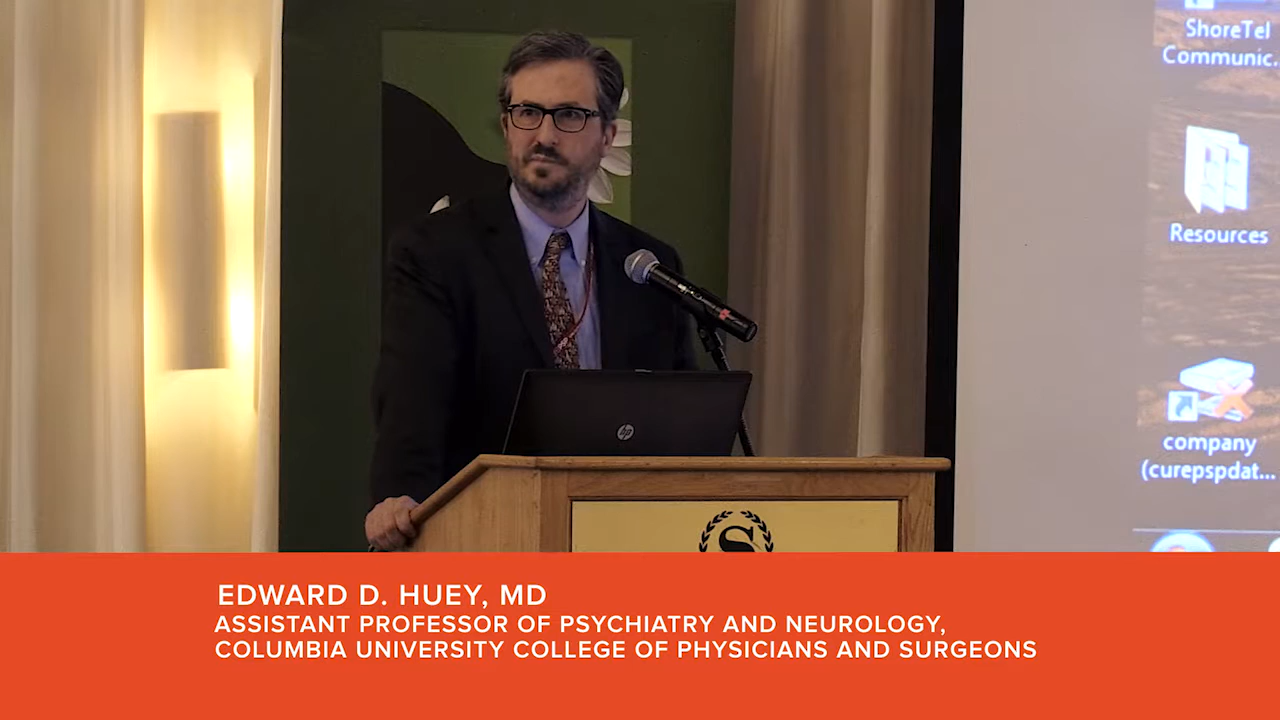 ShoreTel
Communic...
Resources
company
(curepspdat...
hp
S
EDWARD D. HUEY, MD
ASSISTANT PROFESSOR OF PSYCHIATRY AND NEUROLOGY,
COLUMBIA UNIVERSITY COLLEGE OF PHYSICIANS AND SURGEONS